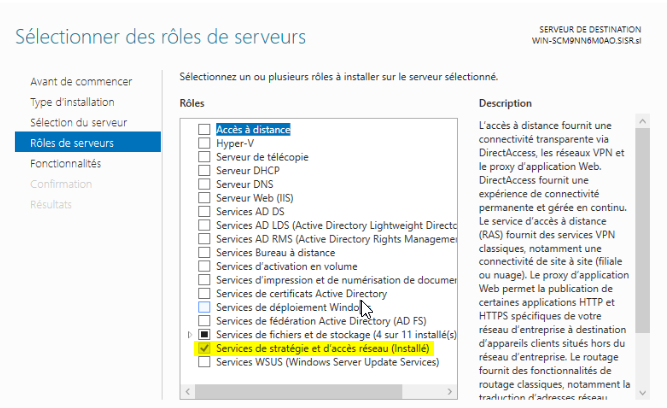 Sélectionner des rôles de serveurs
SERVEUR DE DESTINATION
WIN-SCM9NN6M0AO.SISR.sl
Avant de commencer
Type d'installation
Sélection du serveur
Rôles de serveurs
Fonctionnalités
Confirmation
Résultats
Sélectionnez un ou plusieurs rôles à installer sur le serveur sélectionné.
Rôles
Accès à distance
Hyper-V
Serveur de télécopie
Serveur DHCP
Serveur DNS
Serveur Web (IIS)
Services AD DS
Services AD LDS (Active Directory Lightweight Directc
Services AD RMS (Active Directory Rights Managemer
Services Bureau à distance
Services d'activation en volume
Services d'impression et de numérisation de documer
Services de certificats Active Directory
Services de déploiement Windows
Services de fédération Active Directory (AD FS)
Services de fichiers et de stockage (4 sur 11 installé(s)
Services de stratégie et d'accès réseau (Installé)
Services WSUS (Windows Server Update Services)
Description
L'accès à distance fournit une
connectivité transparente via
DirectAccess, les réseaux VPN et
le proxy d'application Web.
DirectAccess fournit une
expérience de connectivité
permanente et gérée en continu.
Le service d'accès à distance
(RAS) fournit des services VPN
classiques, notamment une
connectivité de site à site (filiale
ou nuage). Le proxy d'application
Web permet la publication de
certaines applications HTTP et
HTTPS spécifiques de votre
réseau d'entreprise à destination
d'appareils clients situés hors du
réseau d'entreprise. Le routage
fournit des fonctionnalités de
routage classiques, notamment la
traduction d'adresses réseau